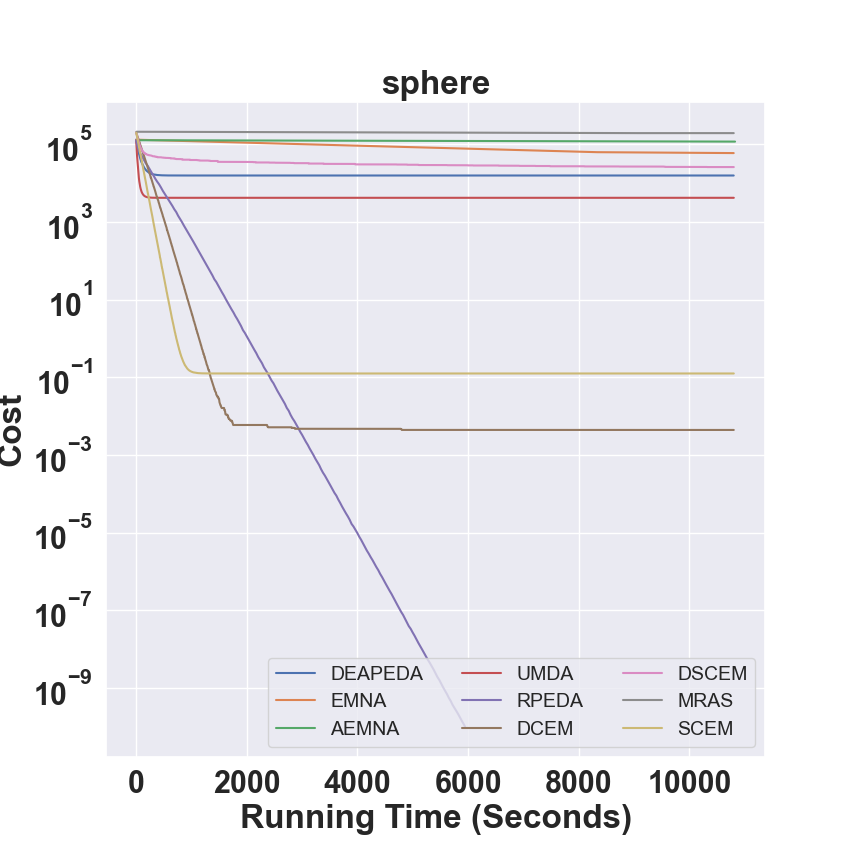 sphere
10^5
10^3
10^1
10^−1
10^−3
10^−5
10^−7
10^−9
Cost
DEAPEDA UMDA DSCEM
EMNA RPEDA MRAS
AEMNA DCEM SCEM
0 2000 4000 6000 8000 10000
Running Time (Seconds)